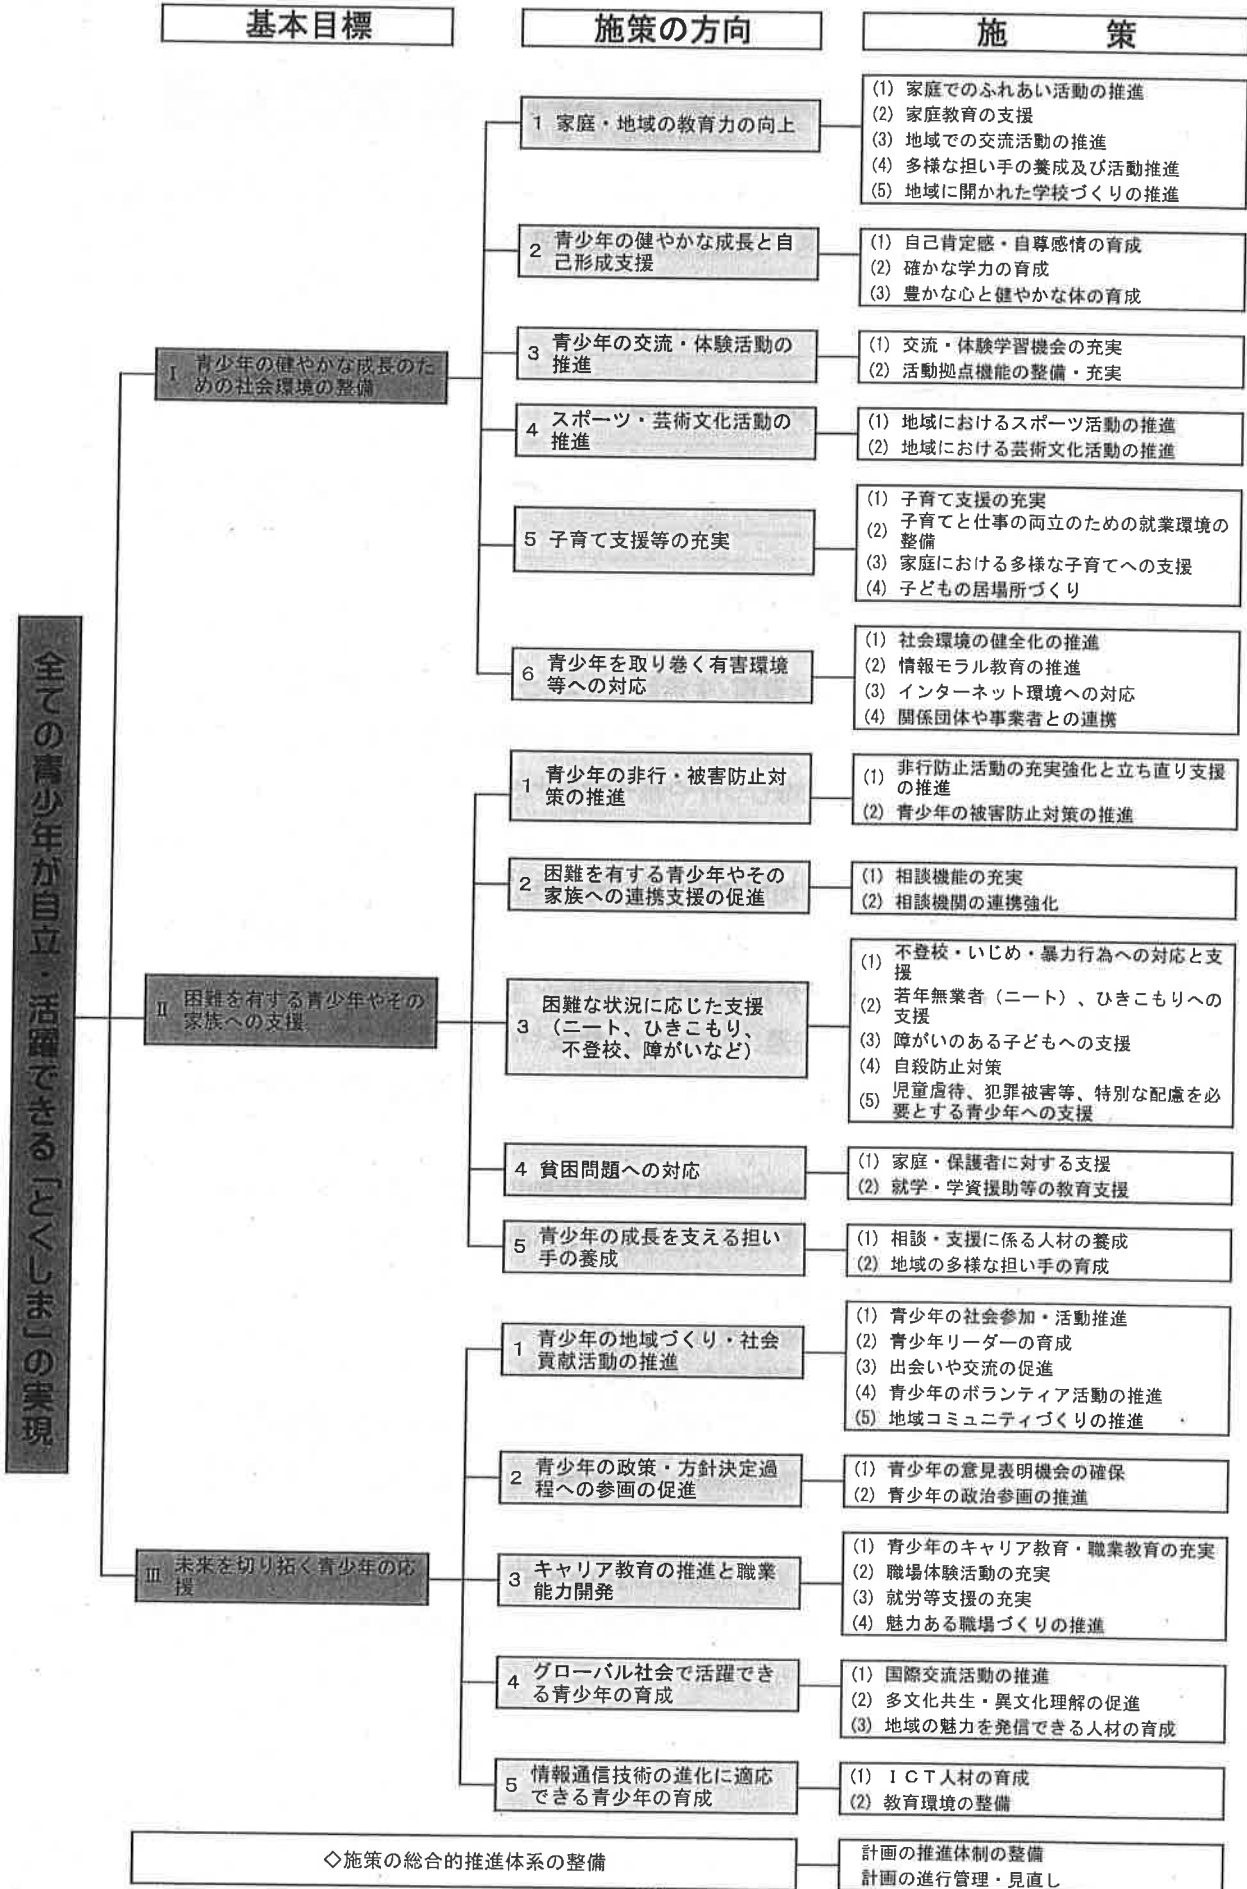 基本目標
施策の方向
施　　　策
全ての青少年が自立・活躍できる「とくしま」の実現
Ⅰ 青少年の健やかな成長のた
めの社会環境の整備
1 家庭・地域の教育力の向上
(1) 家庭でのふれあい活動の推進
(2) 家庭教育の支援
(3) 地域での交流活動の推進
(4) 多様な担い手の養成及び活動推進
(5) 地域に開かれた学校づくりの推進
2 青少年の健やかな成長と自
己形成支援
(1) 自己肯定感・自尊感情の育成
(2) 確かな学力の育成
(3) 豊かな心と健やかな体の育成
3 青少年の交流・体験活動の
推進
(1) 交流・体験学習機会の充実
(2) 活動拠点機能の整備・充実
4 スポーツ・芸術文化活動の
推進
(1) 地域におけるスポーツ活動の推進
(2) 地域における芸術文化活動の推進
5 子育て支援等の充実
(1) 子育て支援の充実
(2) 子育てと仕事の両立のための就業環境の
整備
(3) 家庭における多様な子育てへの支援
(4) 子どもの居場所づくり
6 青少年を取り巻く有害環境
等への対応
(1) 社会環境の健全化の推進
(2) 情報モラル教育の推進
(3) インターネット環境への対応
(4) 関係団体や事業者との連携
Ⅱ 困難を有する青少年やその
家族への支援
1 青少年の非行・被害防止対
策の推進
(1) 非行防止活動の充実強化と立ち直り支援
の推進
(2) 青少年の被害防止対策の推進
2 困難を有する青少年やその
家族への連携支援の促進
(1) 相談機能の充実
(2) 相談機関の連携強化
3 困難な状況に応じた支援
（ニート、ひきこもり、
不登校、障がいなど）
(1) 不登校・いじめ・暴力行為への対応と支
援
(2) 若年無業者（ニート）、ひきこもりへの
支援
(3) 障がいのある子どもへの支援
(4) 自殺防止対策
(5) 児童虐待、犯罪被害等、特別な配慮を必
要とする青少年への支援
4 貧困問題への対応
(1) 家庭・保護者に対する支援
(2) 就学・学資援助等の教育支援
5 青少年の成長を支える担い
手の養成
(1) 相談・支援に係る人材の養成
(2) 地域の多様な担い手の育成
Ⅲ 未来を切り拓く青少年の応
援
1 青少年の地域づくり・社会
貢献活動の推進
(1) 青少年の社会参加・活動推進
(2) 青少年リーダーの育成
(3) 出会いや交流の促進
(4) 青少年のボランティア活動の推進
(5) 地域コミュニティづくりの推進
2 青少年の政策・方針決定過
程への参画の促進
(1) 青少年の意見表明機会の確保
(2) 青少年の政治参画の推進
3 キャリア教育の推進と職業
能力開発
(1) 青少年のキャリア教育・職業教育の充実
(2) 職場体験活動の充実
(3) 就労等支援の充実
(4) 魅力ある職場づくりの推進
4 グローバル社会で活躍でき
る青少年の育成
(1) 国際交流活動の推進
(2) 多文化共生・異文化理解の促進
(3) 地域の魅力を発信できる人材の育成
5 情報通信技術の進化に適応
できる青少年の育成
(1) ＩＣＴ人材の育成
(2) 教育環境の整備
◇施策の総合的推進体系の整備
計画の推進体制の整備
計画の進行管理・見直し